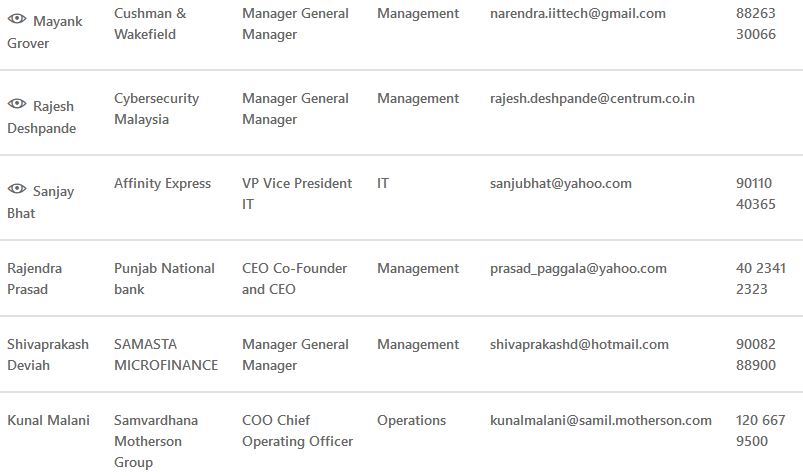 Mayank Grover Cushman & Wakefield Manager General Manager Management narendra.iittech@gmail.com 88263 30066
Rajesh Deshpande Cybersecurity Malaysia Manager General Manager Management rajesh.deshpande@centrum.co.in
Sanjay Bhat Affinity Express VP Vice President IT IT sanjubhat@yahoo.com 90110 40365
Rajendra Prasad Punjab National bank CEO Co-Founder and CEO Management prasad_paggala@yahoo.com 40 2341 2323
Shivaprakash Deviah SAMASTA MICROFINANCE Manager General Manager Management shivaprakashd@hotmail.com 90082 88900
Kunal Malani Samvardhana Motherson Group COO Chief Operating Officer Operations kunalmalani@samil.motherson.com 120 667 9500